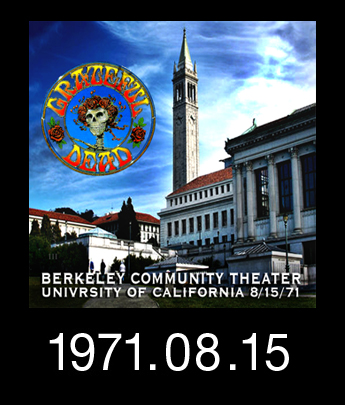 GRATEFUL
DEAD
BERKELEY COMMUNITY THEATER
UNIVRSITY OF CALIFORNIA 8/15/71
1971.08.15